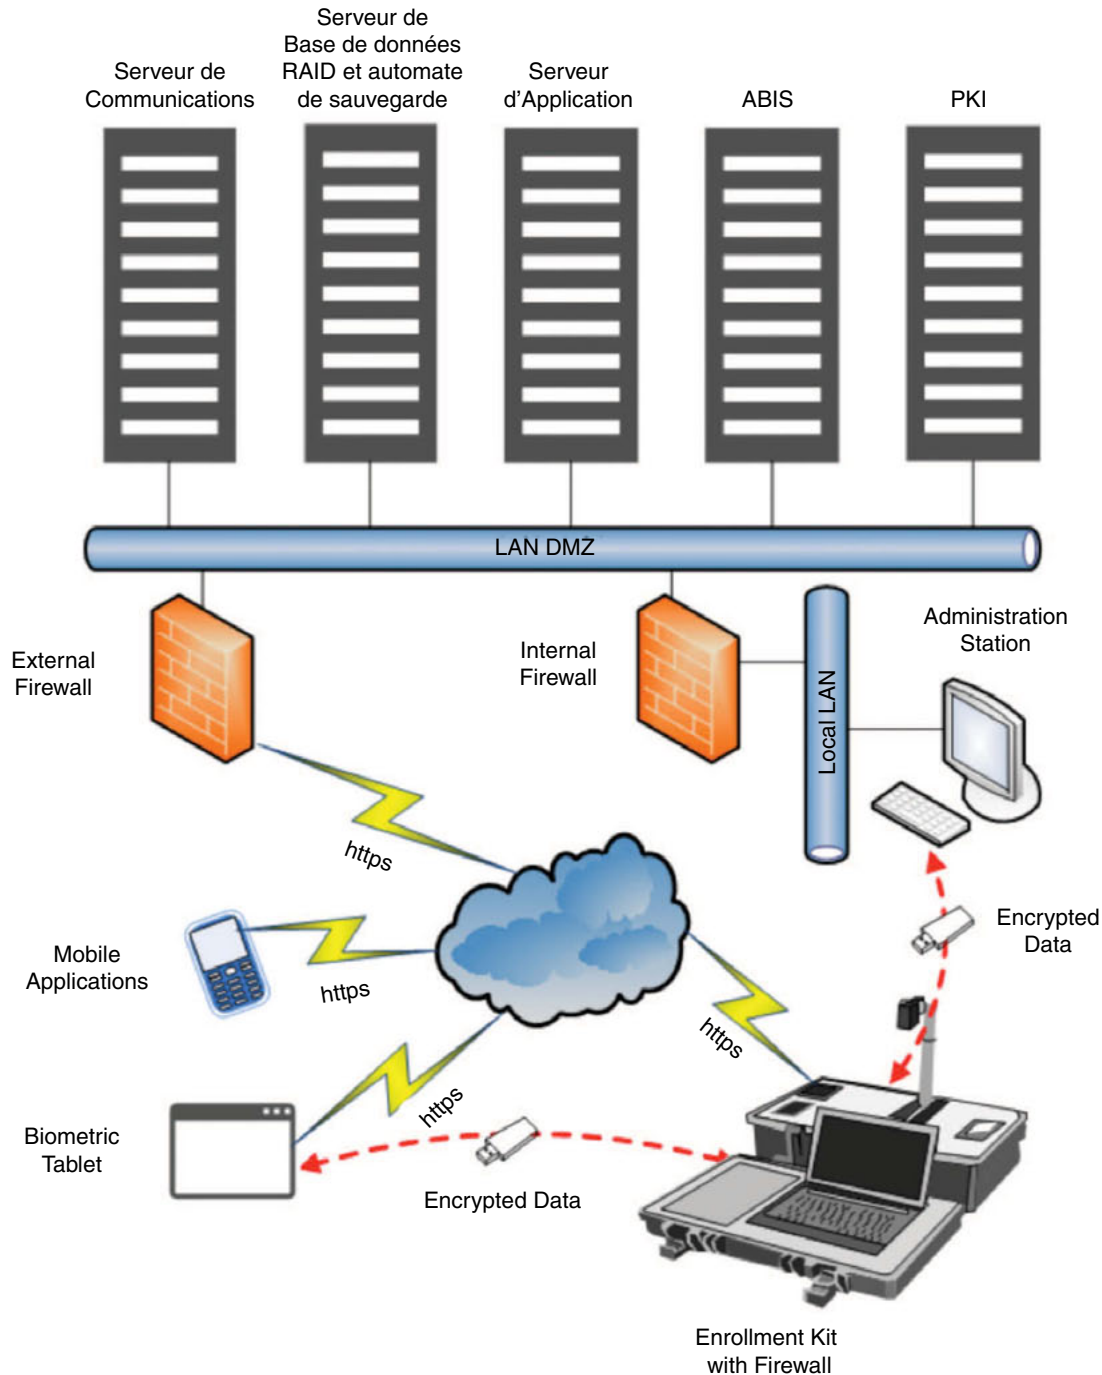 Serveur de
Communications
Serveur de
Base de données
RAID et automate
de sauvegarde
Serveur
d'Application
ABIS
PKI
LAN DMZ
External
Firewall
Internal
Firewall
Local LAN
Administration
Station
https
Mobile
Applications
https
https
Encrypted
Data
Biometric
Tablet
https
Encrypted Data
Enrollment Kit
with Firewall